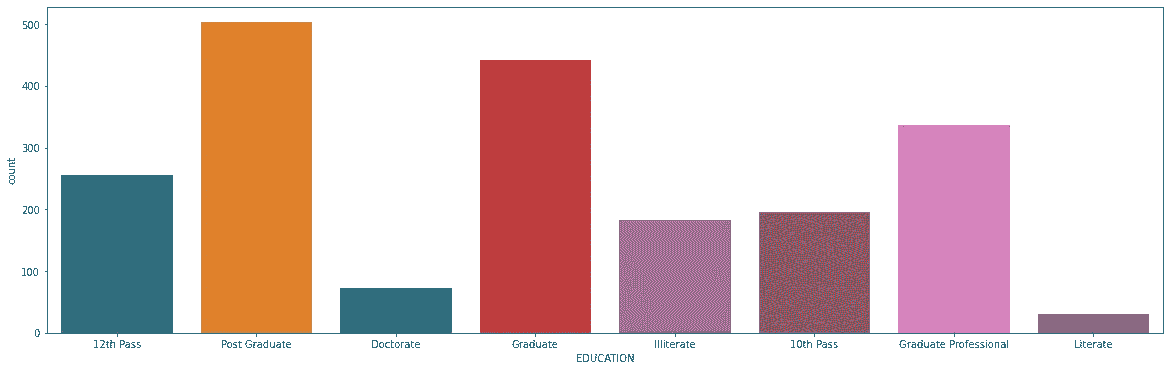 500
400
300
200
100
0
count
12th Pass Post Graduate Doctorate Graduate Illiterate 10th Pass Graduate Professional Literate
EDUCATION